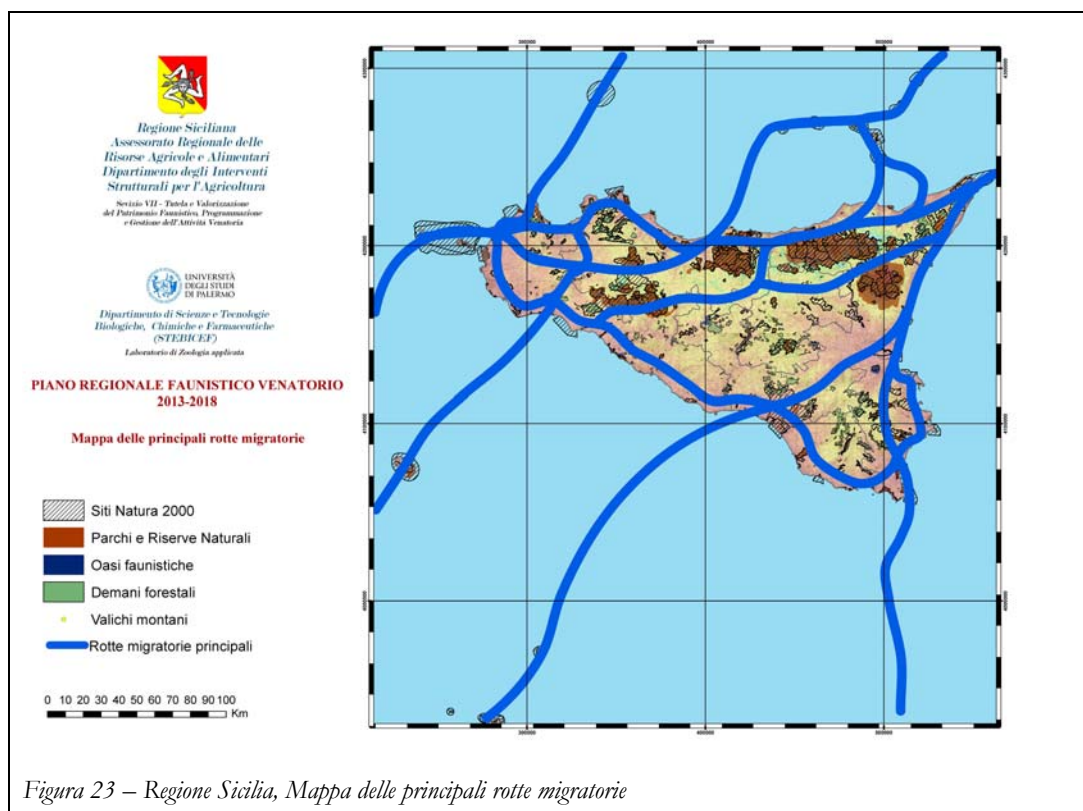 Regione Siciliana
Assessorato Regionale delle
Risorse Agricole e Alimentari
Dipartimento degli Interventi
Strutturali per l'Agricoltura
Sevizio VII - Tutela e Valorizzazione
del Patrimonio Faunistico, Programmazione
e Gestione dell'Attività Venatoria
UNIVERSITÀ
DEGLI STUDI
DI PALERMO
Dipartimento di Scienze e Tecnologie
Biologiche, Chimiche e Farmaceutiche
(STEBICEF)
Laboratorio di Zoologia applicata
PIANO REGIONALE FAUNISTICO VENATORIO
2013-2018
Mappa delle principali rotte migratorie
Siti Natura 2000
Parchi e Riserve Naturali
Oasi faunistiche
Demani forestali
Valichi montani
Rotte migratorie principali
0 10 20 30 40 50 60 70 80 90 100
Km
Figura 23 – Regione Sicilia, Mappa delle principali rotte migratorie